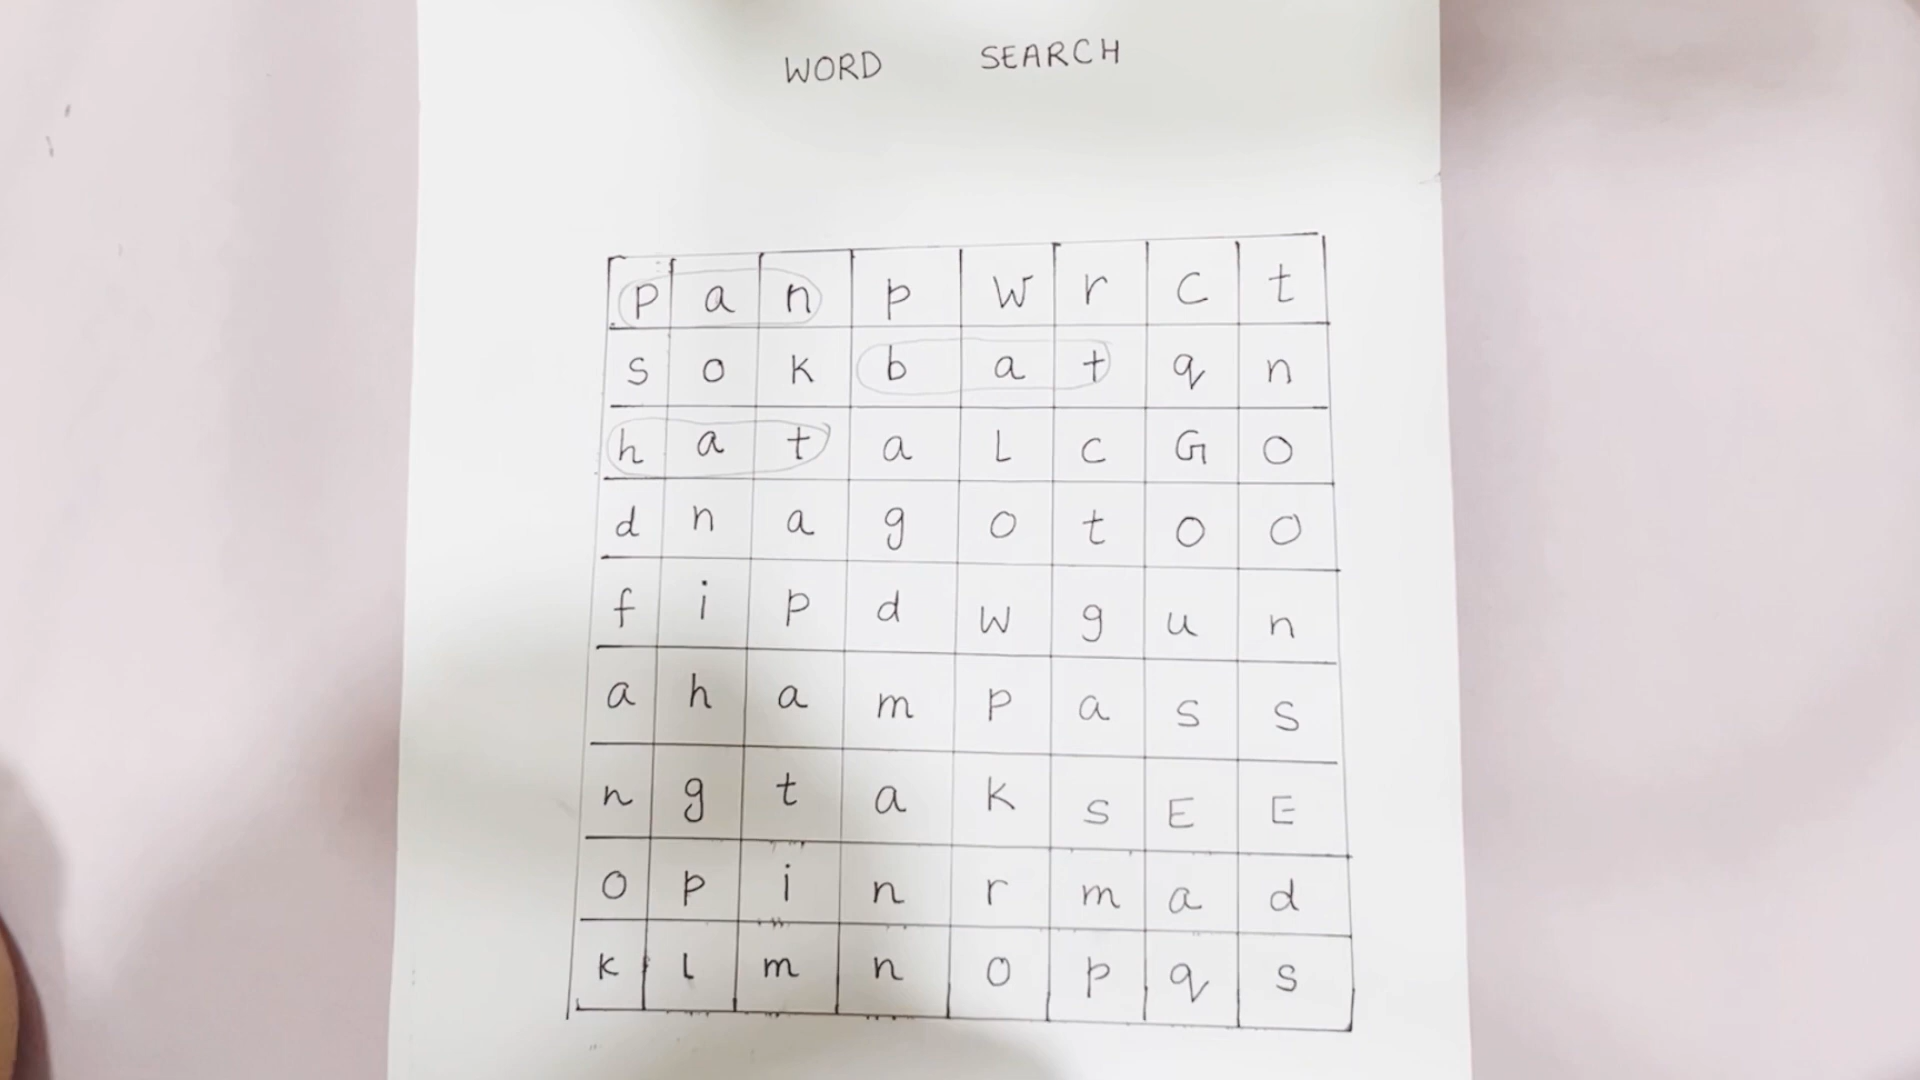 WORD SEARCH
p a n p w r c t
s o k b a t q n
h a t a L c G O
d n a g o t o o
f i p d w g u n
a h a m p a s s
n g t a k s E E
o p i n r m a d
k l m n o p q s